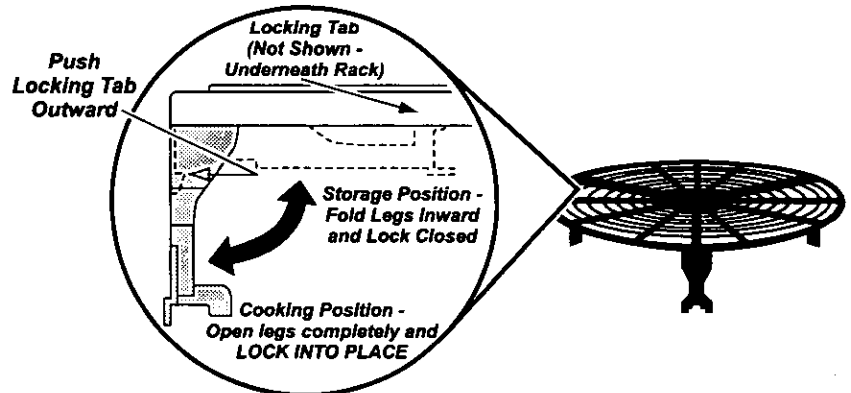 Locking Tab
(Not Shown -
Underneath Rack)
Push
Locking Tab
Outward
Storage Position -
Fold Legs Inward
and Lock Closed
Cooking Position -
Open legs completely and
LOCK INTO PLACE